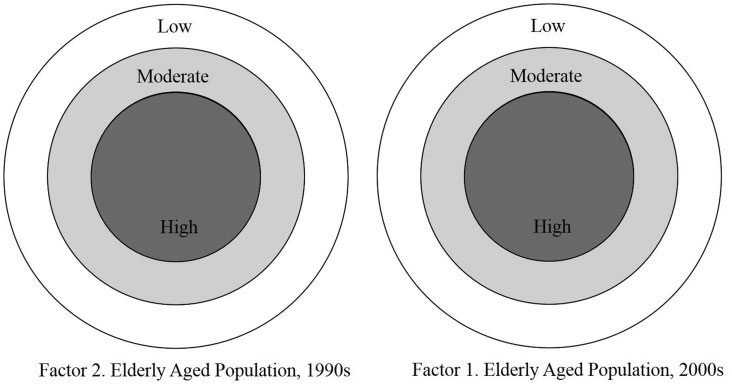 Low
Moderate
High
Factor 2. Elderly Aged Population, 1990s
Low
Moderate
High
Factor 1. Elderly Aged Population, 2000s